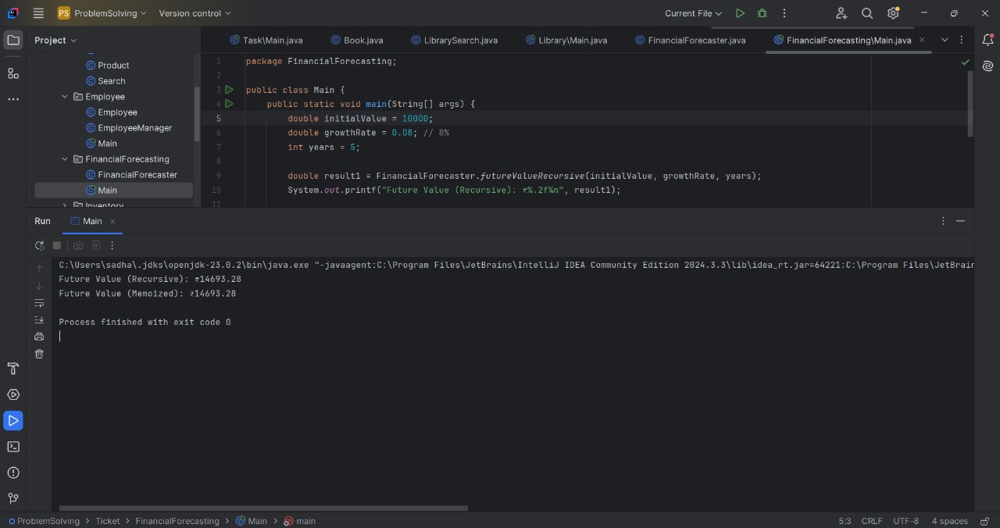 PS ProblemSolving Version control Current File
Project
Task\Main.java Book.java LibrarySearch.java Library\Main.java FinancialForecaster.java FinancialForecasting\Main.java
Product
Search
Employee
Employee
EmployeeManager
Main
FinancialForecasting
FinancialForecaster
Main
Inventory
1 package FinancialForecasting;
2
3 public class Main {
4 public static void main(String[] args) {
5 double initialValue = 10000;
6 double growthRate = 0.08; // 8%
7 int years = 5;
8
9 double result1 = FinancialForecaster.futureValueRecursive(initialValue, growthRate, years);
10 System.out.printf("Future Value (Recursive): ₹%.2f%n", result1);
11
Run Main
C:\Users\sadha\.jdks\openjdk-23.0.2\bin\java.exe "-javaagent:C:\Program Files\JetBrains\IntelliJ IDEA Community Edition 2024.3.3\lib\idea_rt.jar=64221:C:\Program Files\JetBrain
Future Value (Recursive): ₹14693.28
Future Value (Memoized): ₹14693.28
Process finished with exit code 0
ProblemSolving > Ticket > FinancialForecasting > Main > main 5:3 CRLF UTF-8 4 spaces